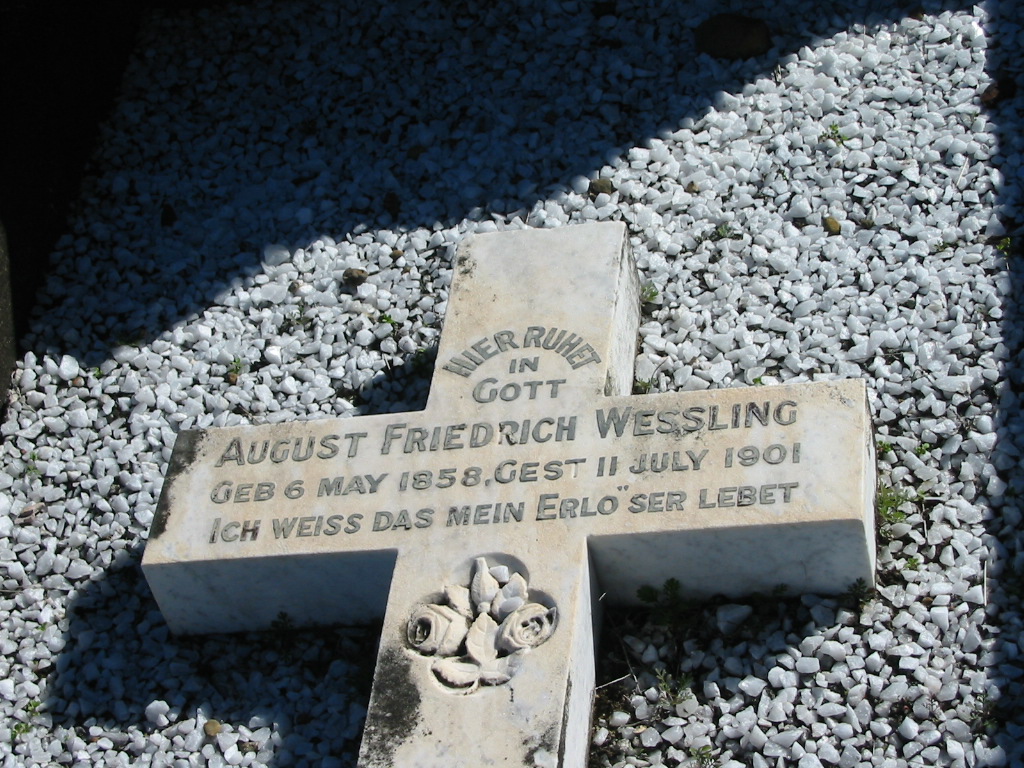 HIER RUHET
IN
GOTT
AUGUST FRIEDRICH WESSLING
GEB 6 MAY 1858. GEST 11 JULY 1901
ICH WEISS DAS MEIN ERLO¨SER LEBET